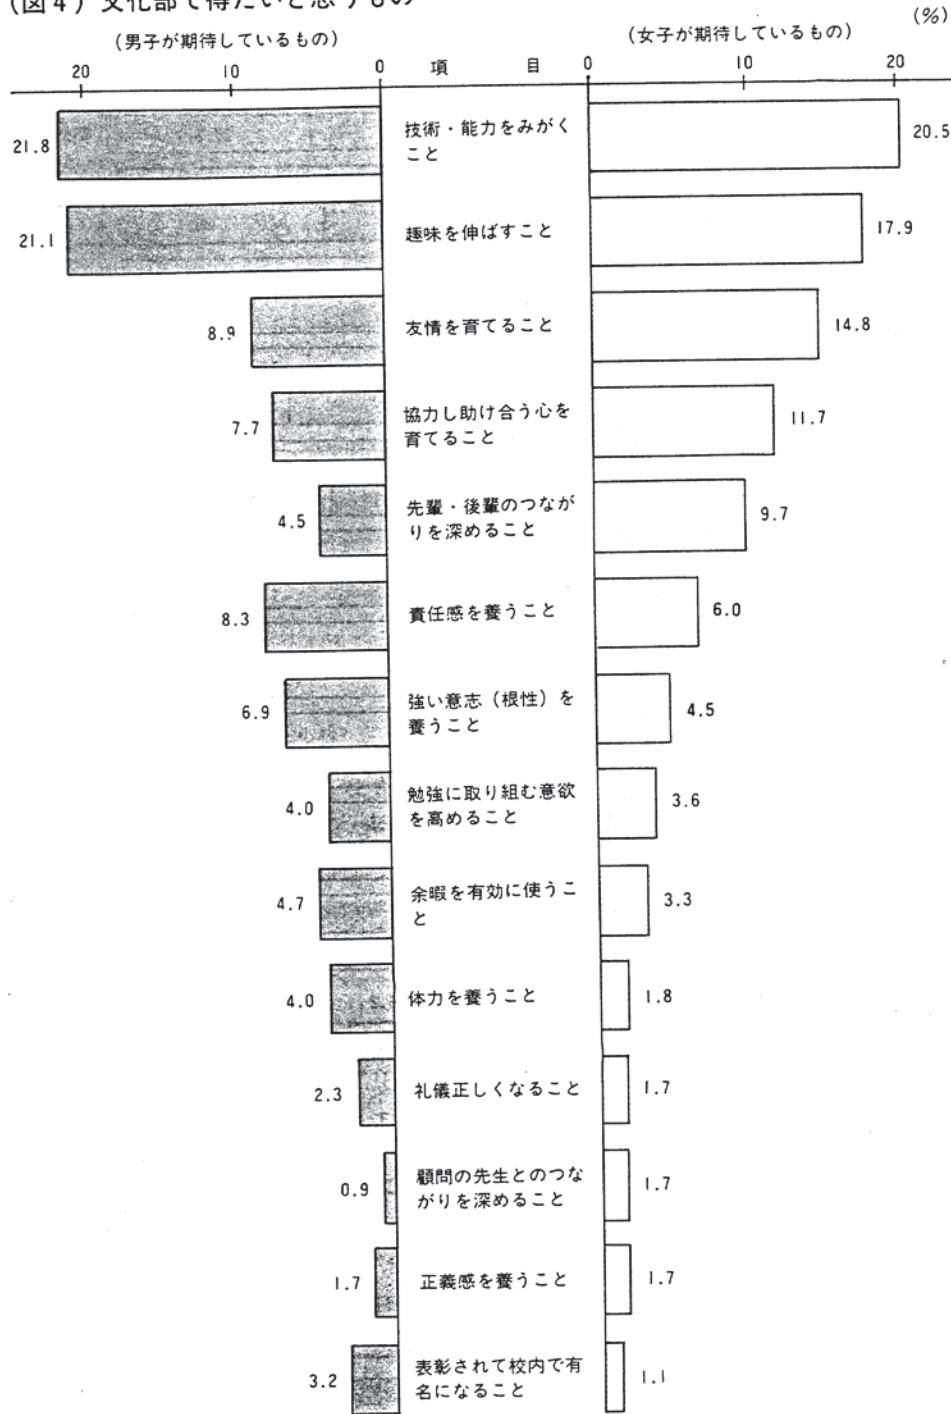 (図4) 文化部で得たいと思うもの
(%)
(男子が期待しているもの)
(女子が期待しているもの)
20 10 0 項 目 0 10 20
21.8 技術・能力をみがく 20.5
こと
21.1 趣味を伸ばすこと 17.9
8.9 友情を育てること 14.8
7.7 協力し助け合う心を 11.7
育てること
4.5 先輩・後輩のつなが 9.7
りを深めること
8.3 責任感を養うこと 6.0
6.9 強い意志(根性)を 4.5
養うこと
4.0 勉強に取り組む意欲 3.6
を高めること
4.7 余暇を有効に使うこ 3.3
と
4.0 体力を養うこと 1.8
2.3 礼儀正しくなること 1.7
0.9 顧問の先生とのつな 1.7
がりを深めること
1.7 正義感を養うこと 1.7
3.2 表彰されて校内で有 1.1
名になること